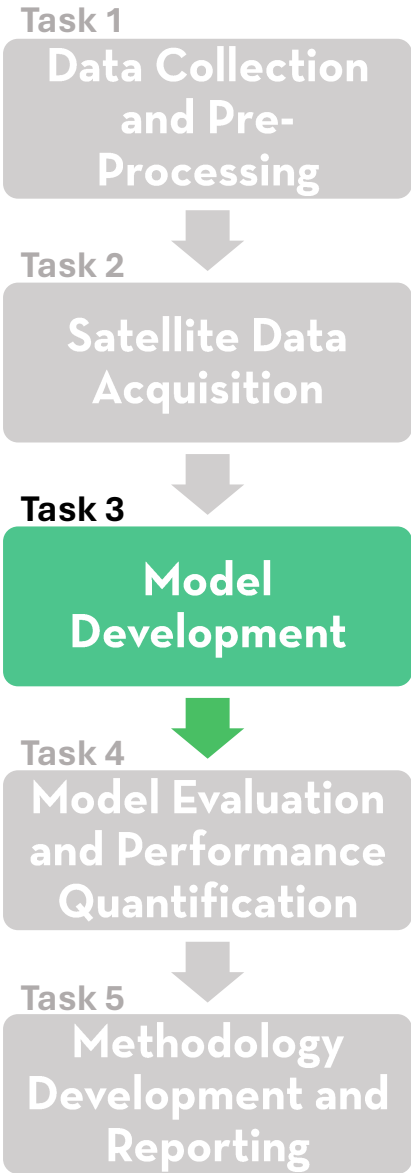 Task 1
Data Collection
and Pre-
Processing
Task 2
Satellite Data
Acquisition
Task 3
Model
Development
Task 4
Model Evaluation
and Performance
Quantification
Task 5
Methodology
Development and
Reporting